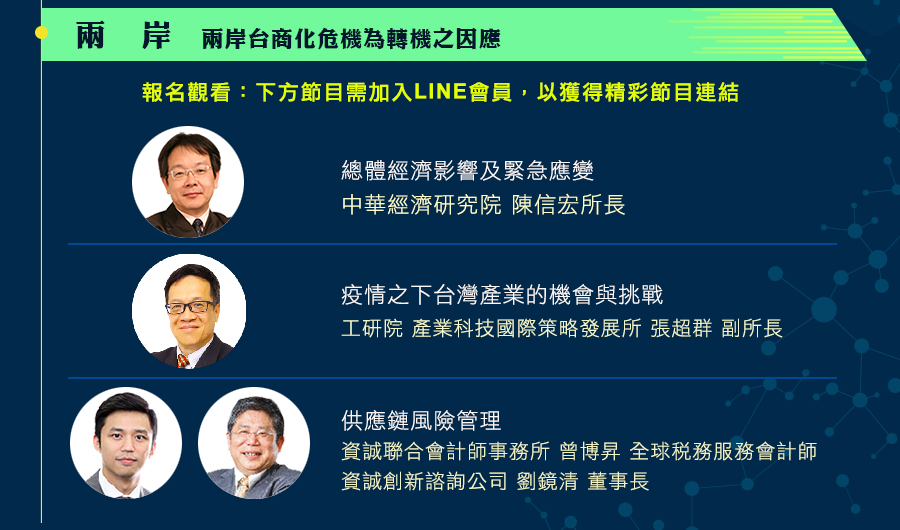 兩 岸 兩岸台商化危機為轉機之因應
報名觀看：下方節目需加入LINE會員，以獲得精彩節目連結
總體經濟影響及緊急應變
中華經濟研究院 陳信宏所長
疫情之下台灣產業的機會與挑戰
工研院 產業科技國際策略發展所 張超群 副所長
供應鏈風險管理
資誠聯合會計師事務所 曾博昇 全球税務服務會計師
資誠創新諮詢公司 劉鏡清 董事長